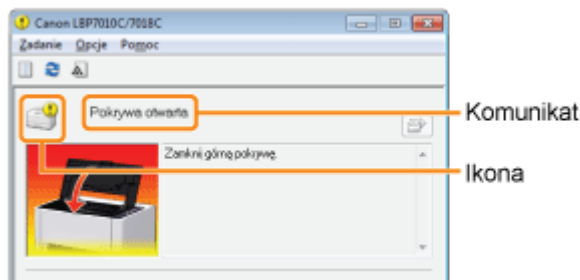 Canon LBP7010C/7018C
Zadanie Opcje Pomoc
Pokrywa otwarta
Komunikat
Zamknij górną pokrywę.
Ikona